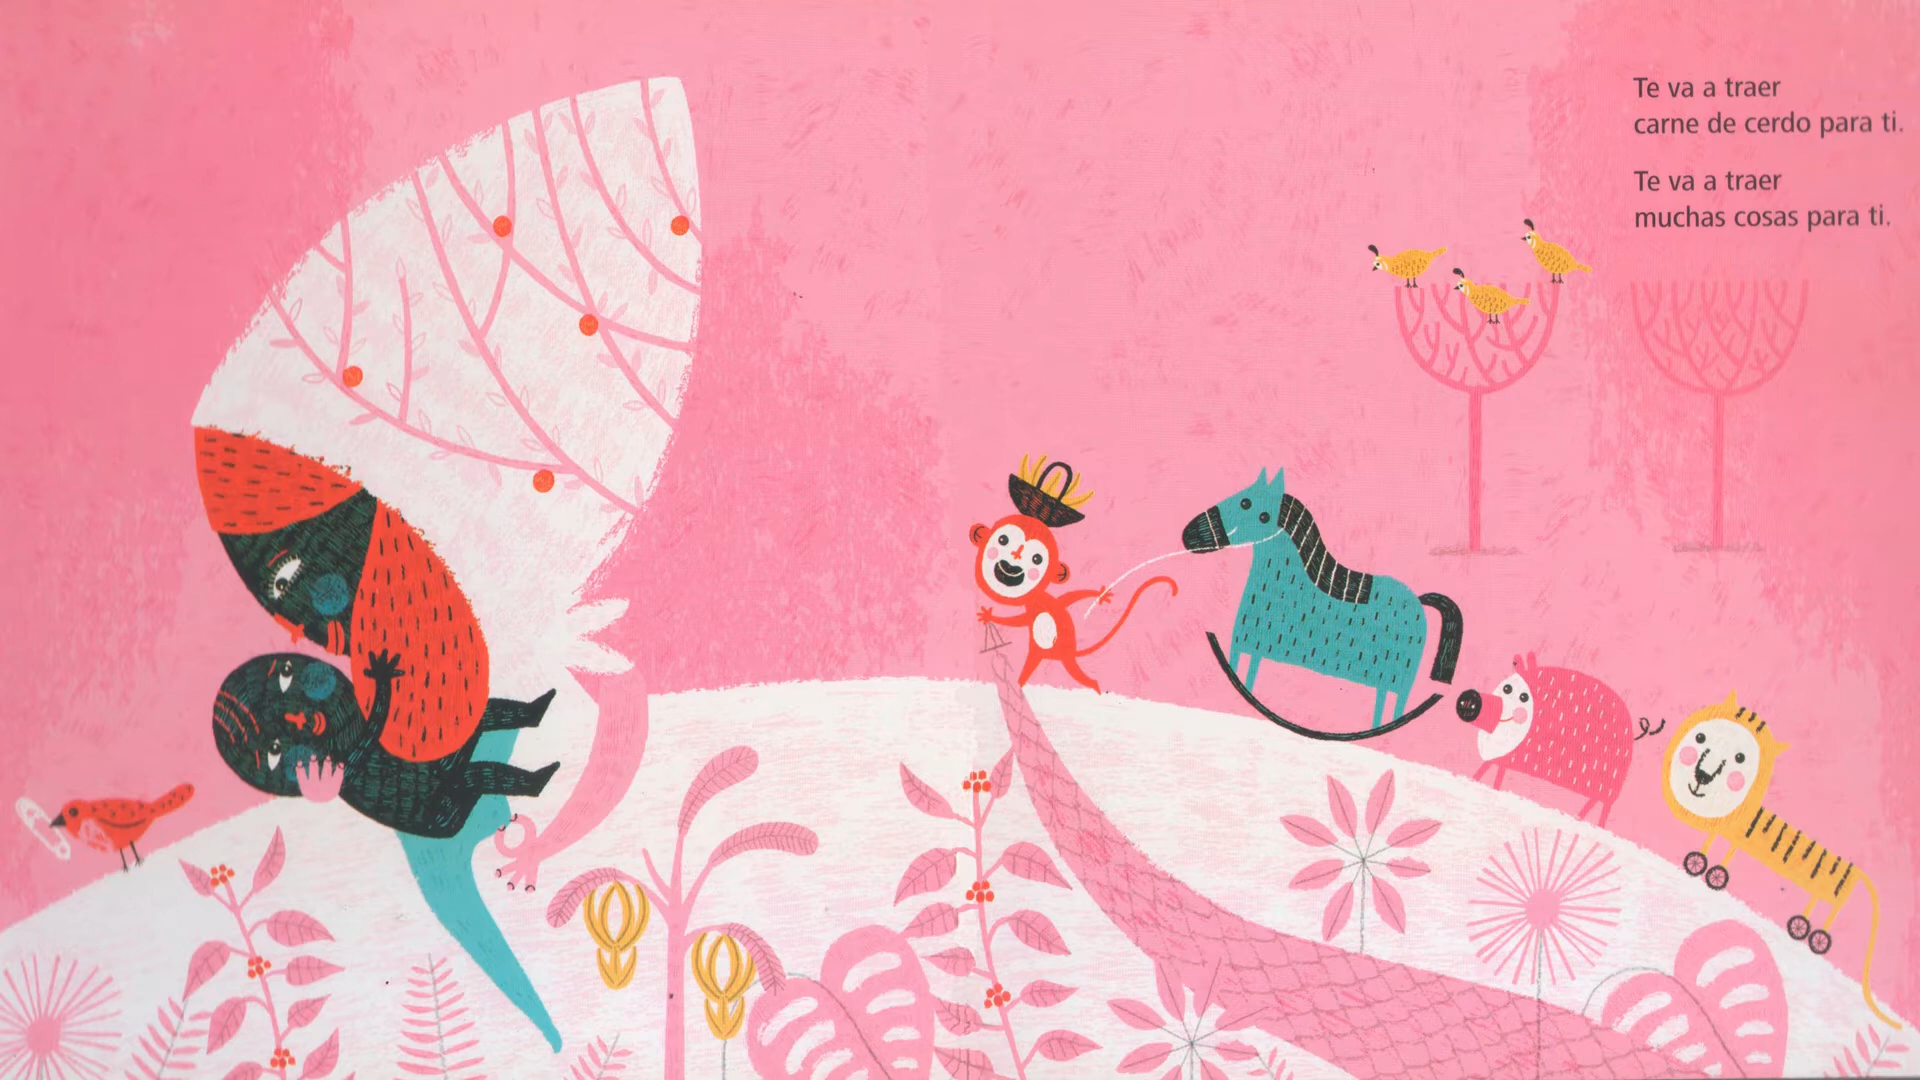 Te va a traer
carne de cerdo para ti.
Te va a traer
muchas cosas para ti.